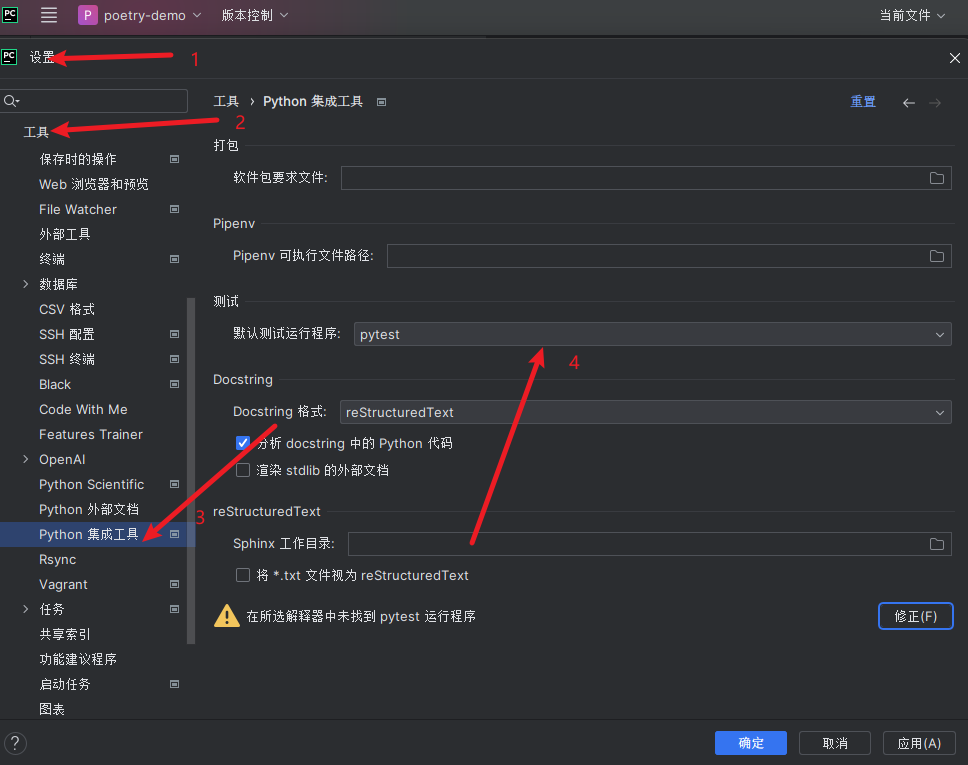 PC P poetry-demo 版本控制 当前文件
PC 设置 1
工具 › Python 集成工具 重置
工具 2
打包
保存时的操作
软件包要求文件:
Web 浏览器和预览
File Watcher
Pipenv
外部工具
Pipenv 可执行文件路径:
终端
数据库
测试
CSV 格式
默认测试运行程序: pytest
SSH 配置
SSH 终端
4
Docstring
Black
Code With Me
Docstring 格式: reStructuredText
Features Trainer
分析 docstring 中的 Python 代码
OpenAI
渲染 stdlib 的外部文档
Python Scientific
Python 外部文档
3
reStructuredText
Python 集成工具
Sphinx 工作目录:
Rsync
将 *.txt 文件视为 reStructuredText
Vagrant
任务
在所选解释器中未找到 pytest 运行程序 修正(F)
共享索引
功能建议程序
启动任务
图表
? 确定 取消 应用(A)